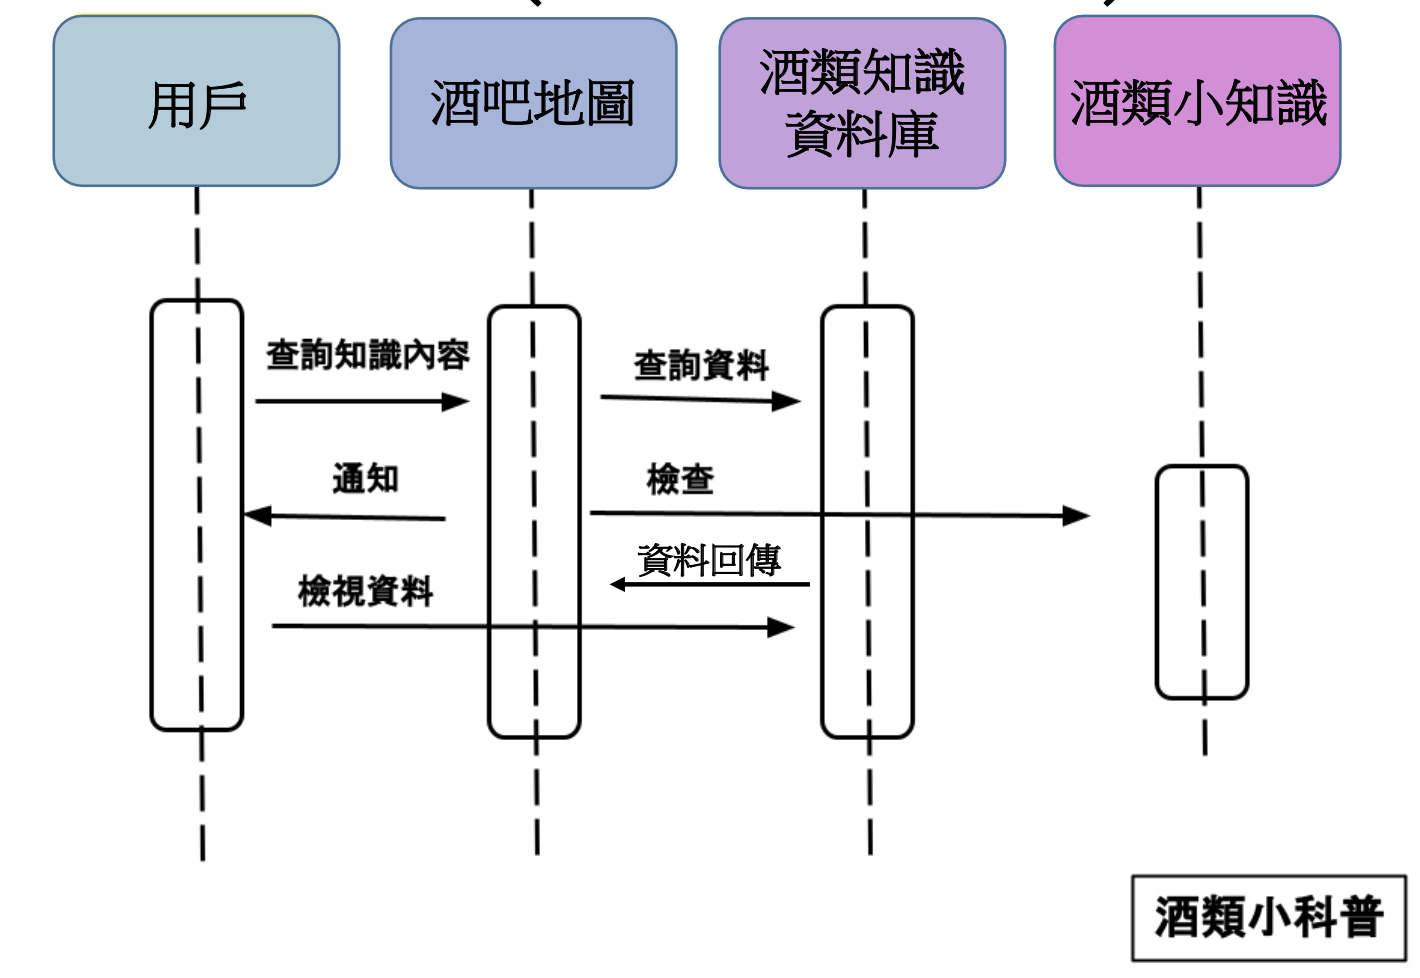 用戶
酒吧地圖
酒類知識
資料庫
酒類小知識
查詢知識內容
查詢資料
通知
檢查
資料回傳
檢視資料
酒類小科普